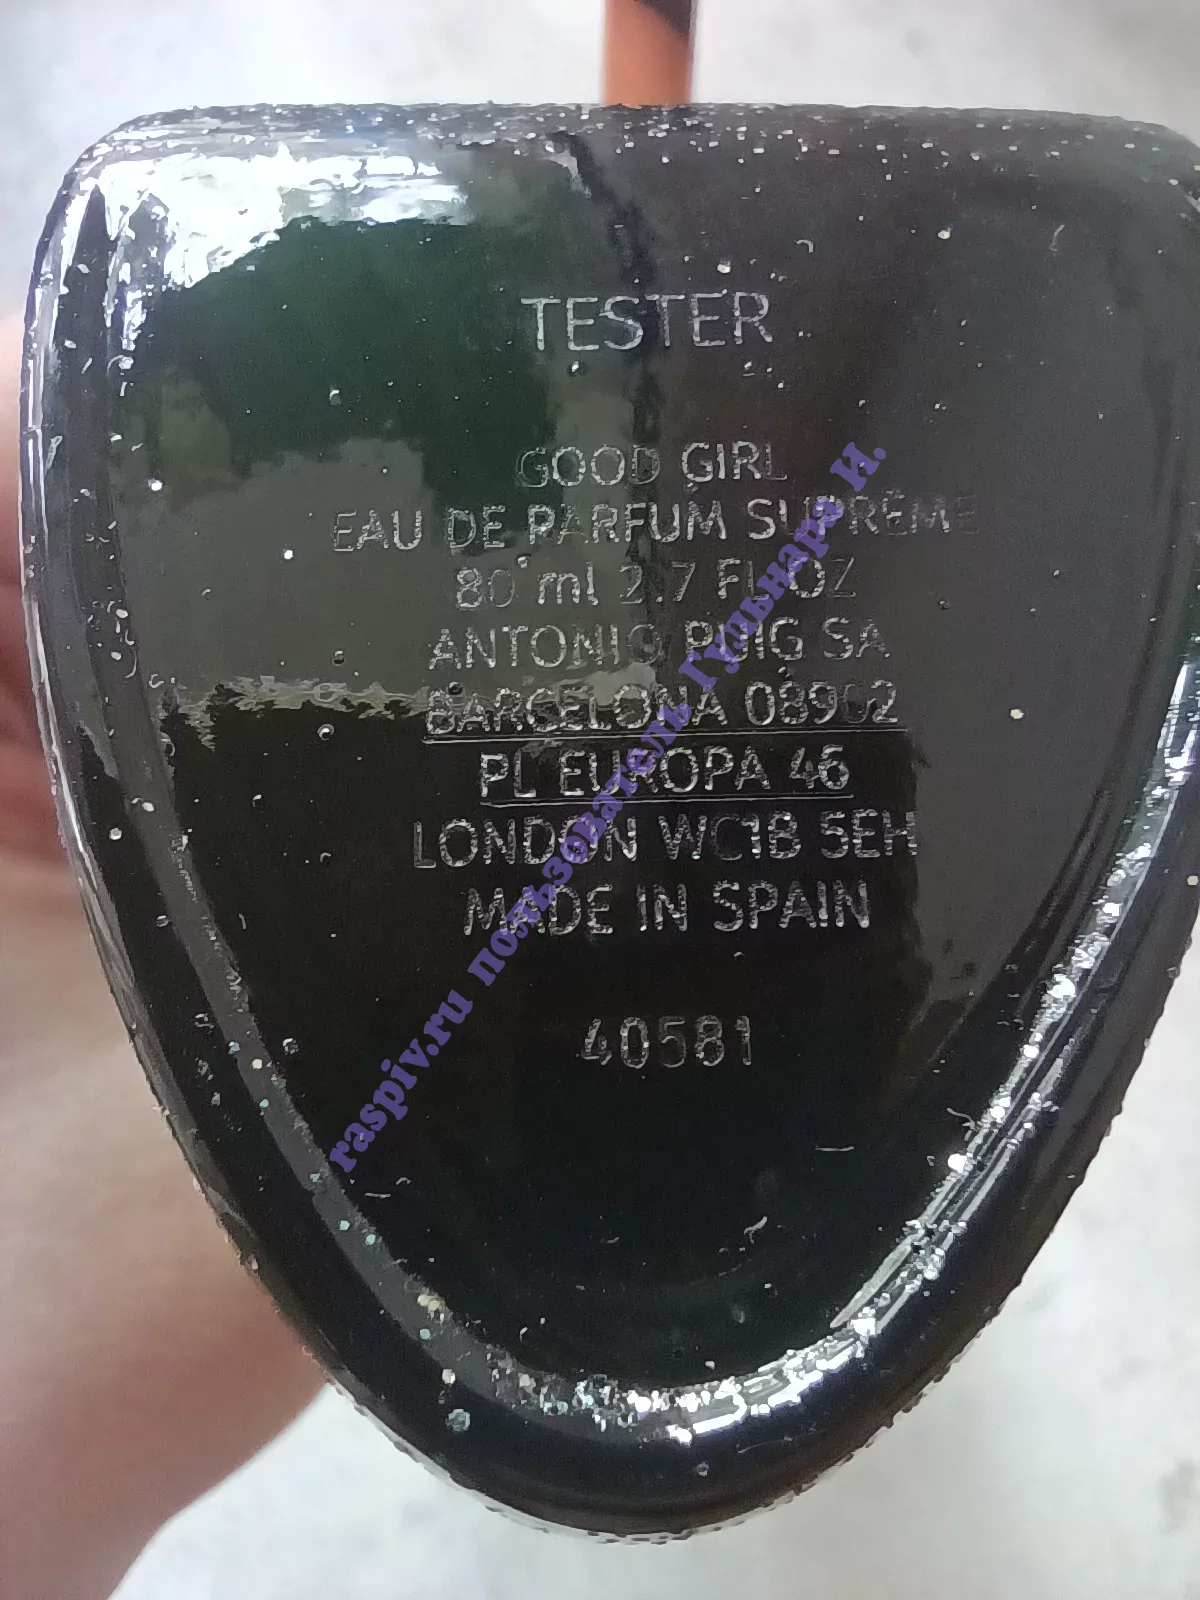 TESTER
GOOD GIRL
EAU DE PARFUM SUPRÊME
80 ml 2.7 FL OZ
ANTONIO PUIG SA
BARCELONA 08902
PL EUROPA 46
LONDON WC1B 5EH
MADE IN SPAIN
40581
raspiv.ru пользователь Гульнара И.